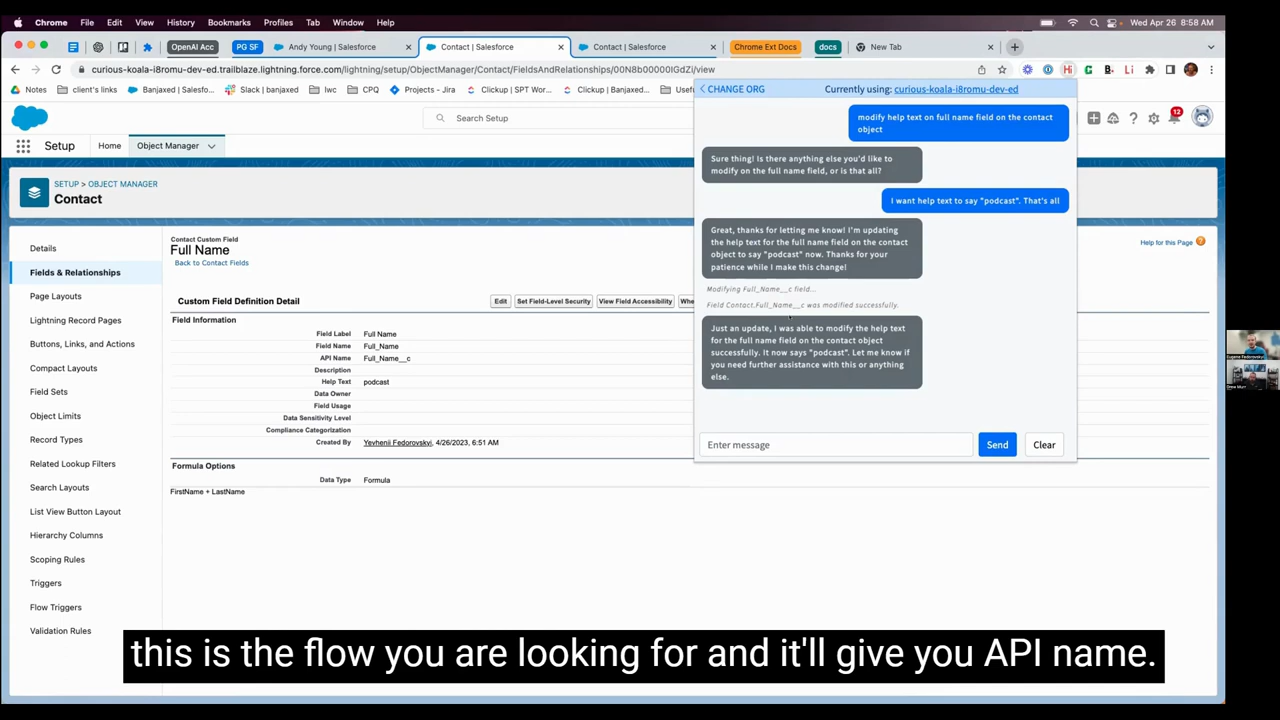 Chrome File Edit View History Bookmarks Profiles Tab Window Help
Wed Apr 26 8:58 AM
OpenAI Acc
PG SF
Andy Young | Salesforce
Contact | Salesforce
Contact | Salesforce
Chrome Ext Docs
docs
New Tab
curious-koala-i8romu-dev-ed.trailblaze.lightning.force.com/lightning/setup/ObjectManager/Contact/FieldsAndRelationships/00N8b00000IGdZi/view
Notes
client's links
Banjaxed | Salesfo...
Slack | Banjaxed
Clickup | SPT Wor...
Clickup | Banjaxed...
Projects - Jira
Quest
Search Setup
12
Setup
Home
Object Manager
SETUP > OBJECT MANAGER
Contact
Help for this Page
Details
Fields & Relationships
Page Layouts
Lightning Record Pages
Buttons, Links, and Actions
Compact Layouts
Field Sets
Object Limits
Record Types
Related Lookup Filters
Search Layouts
List View Button Layout
Hierarchy Columns
Scoping Rules
Triggers
Flow Triggers
Validation Rules
Contact Custom Field
Full Name
Back to Contact Fields
Custom Field Definition Detail
Edit
Set Field-Level Security
View Field Accessibility
Whe
Field Information
Field Label Full Name
Field Name Full_Name
API Name Full_Name__c
Description
Help Text podcast
Data Owner
Field Usage
Data Sensitivity Level
Compliance Categorization
Created By Yevhenii Fedorovskyi, 4/26/2023, 6:51 AM
Formula Options
Data Type Formula
FirstName + LastName
CHANGE ORG
Currently using: curious-koala-i8romu-dev-ed
modify help text on full name field on the contact
object
Sure thing! Is there anything else you'd like to
modify on the full name field, or is that all?
I want help text to say "podcast". That's all
Great, thanks for letting me know! I'm updating
the help text for the full name field on the contact
object to say "podcast" now. Thanks for your
patience while I make this change!
Modifying Full_Name__c field...
Field Contact.Full_Name__c was modified successfully.
Just an update, I was able to modify the help text
for the full name field on the contact object
successfully. It now says "podcast". Let me know if
you need further assistance with this or anything
else.
Enter message
Send
Clear
Eugene Fedorovskyi
this is the flow you are looking for and it'll give you API name.